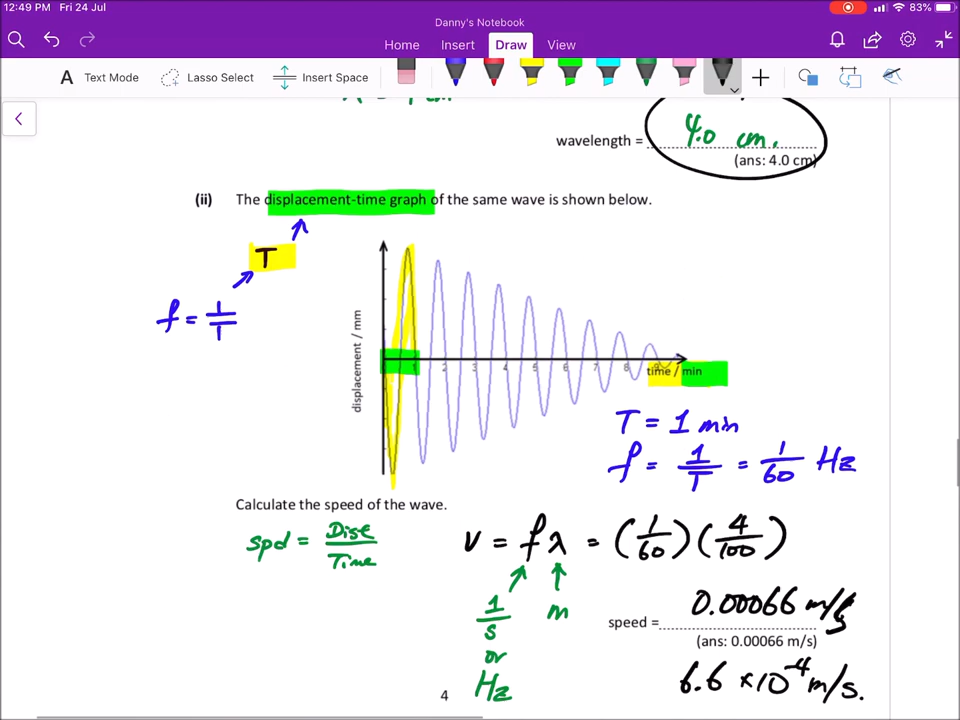 12:49 PM Fri 24 Jul
83%
Danny's Notebook
Home Insert Draw View
A Text Mode Lasso Select Insert Space
wavelength = 4.0 cm.
(ans: 4.0 cm)
(ii) The displacement-time graph of the same wave is shown below.
T
f = 1/T
displacement / mm
1 2 3 4 5 6 7 8
time / min
T = 1 min
f = 1/T = 1/60 Hz
Calculate the speed of the wave.
spd = Dist/Time
v = fλ = (1/60)(4/100)
1/s m
or
Hz
speed = 0.00066 m/s
(ans: 0.00066 m/s)
6.6 × 10⁻⁴ m/s.
4